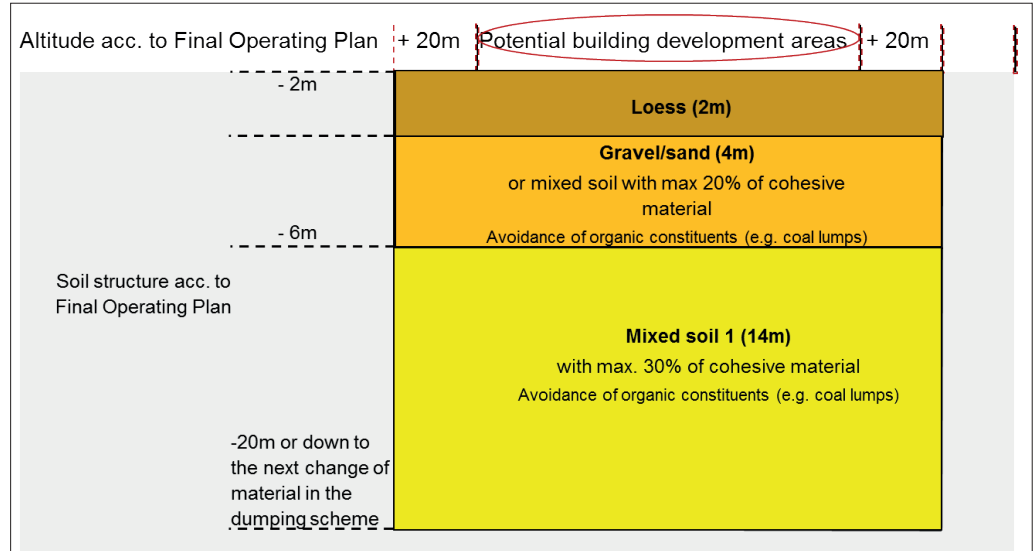 Altitude acc. to Final Operating Plan + 20m Potential building development areas + 20m
- 2m
Loess (2m)
Gravel/sand (4m)
or mixed soil with max 20% of cohesive
material
- 6m
Avoidance of organic constituents (e.g. coal lumps)
Soil structure acc. to
Final Operating Plan
Mixed soil 1 (14m)
with max. 30% of cohesive material
Avoidance of organic constituents (e.g. coal lumps)
-20m or down to
the next change of
material in the
dumping scheme